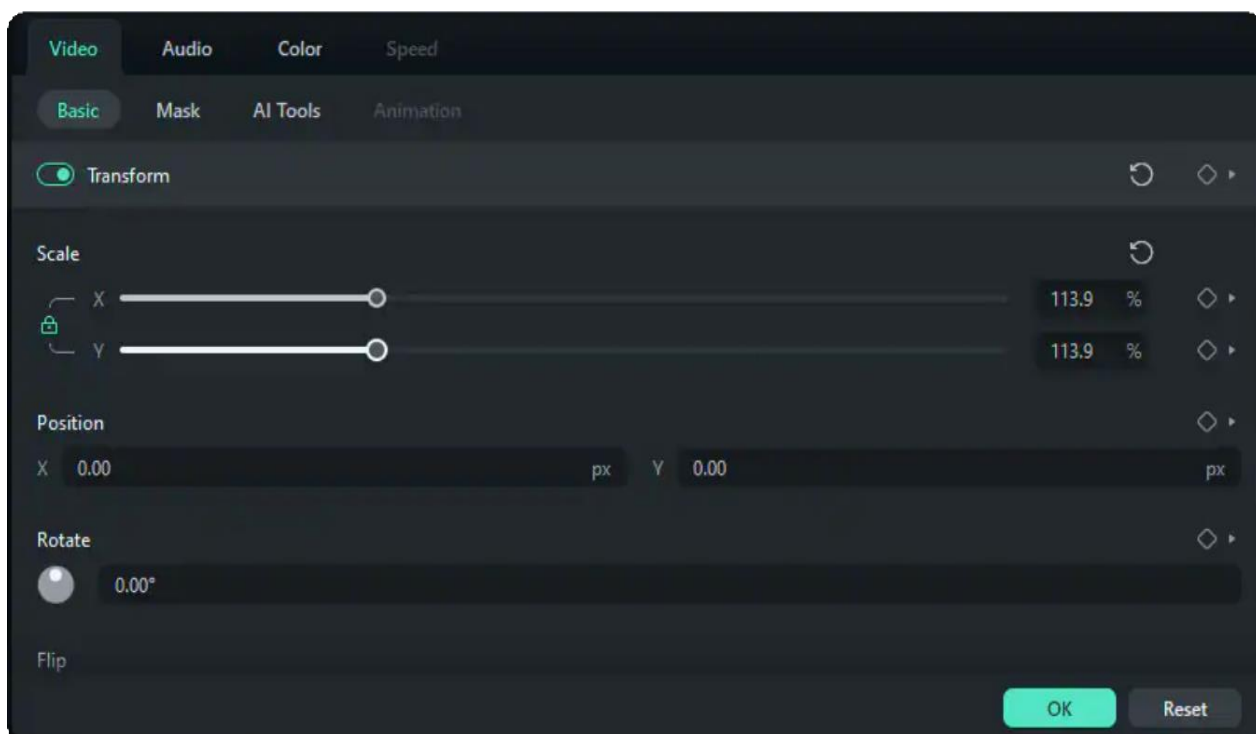 Video Audio Color Speed
Basic Mask AI Tools Animation
Transform
Scale
X 113.9 %
Y 113.9 %
Position
X 0.00 px Y 0.00 px
Rotate
0.00°
Flip
OK Reset